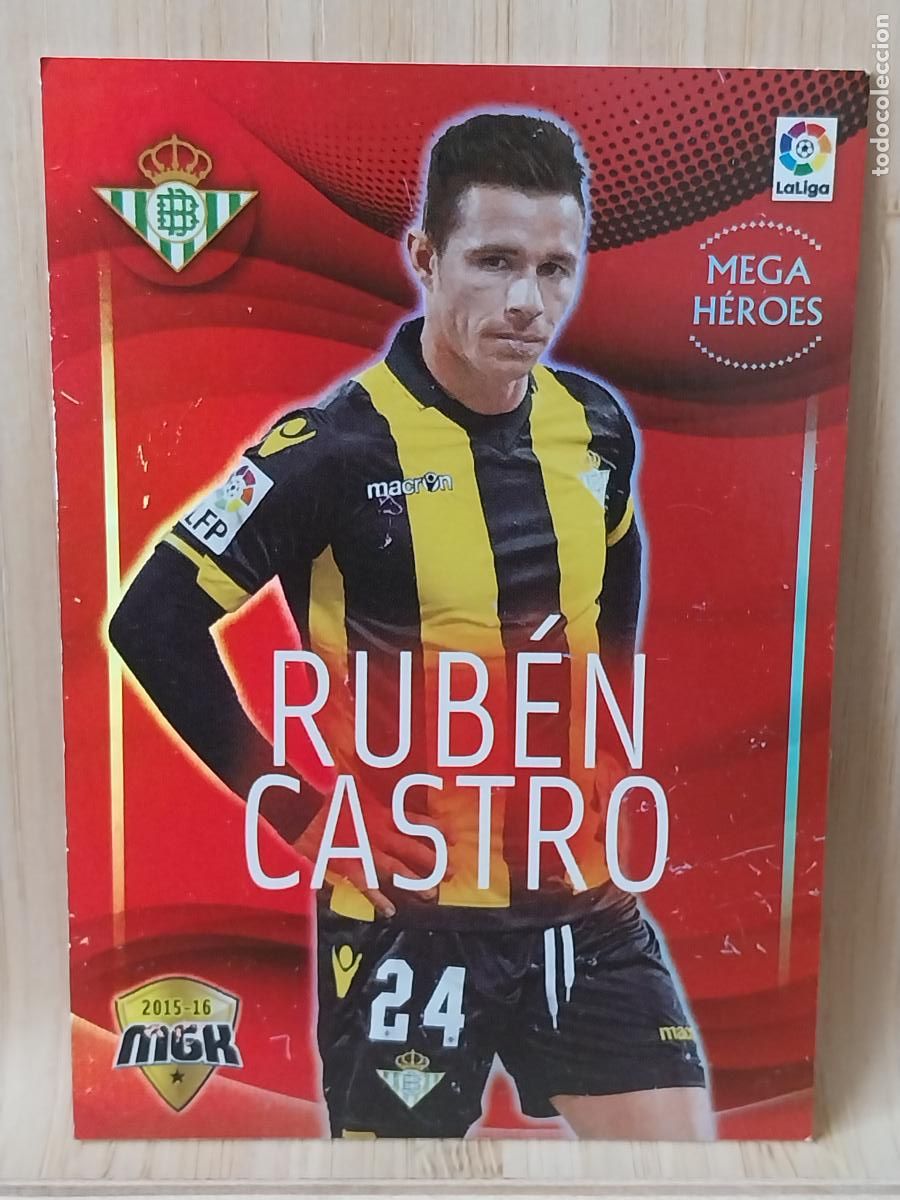 todocoleccion
LaLiga
MEGA
HÉROES
macron
LFP
RUBÉN
CASTRO
24
2015-16
MGK
B